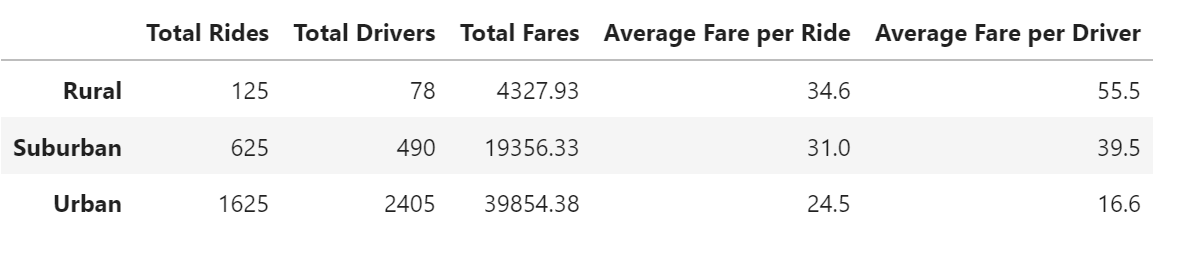 Total Rides Total Drivers Total Fares Average Fare per Ride Average Fare per Driver
Rural 125 78 4327.93 34.6 55.5
Suburban 625 490 19356.33 31.0 39.5
Urban 1625 2405 39854.38 24.5 16.6